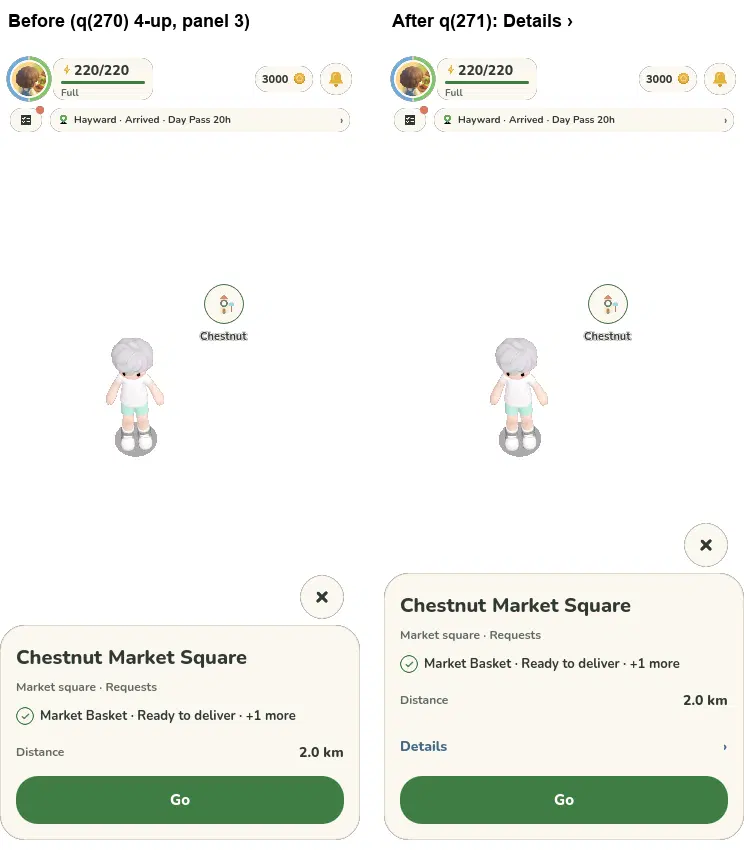 Before (q(270) 4-up, panel 3)
220/220
Full
3000
Hayward · Arrived · Day Pass 20h ›
Chestnut
Chestnut Market Square
Market square · Requests
Market Basket · Ready to deliver · +1 more
Distance 2.0 km
Go
After q(271): Details ›
220/220
Full
3000
Hayward · Arrived · Day Pass 20h ›
Chestnut
Chestnut Market Square
Market square · Requests
Market Basket · Ready to deliver · +1 more
Distance 2.0 km
Details ›
Go